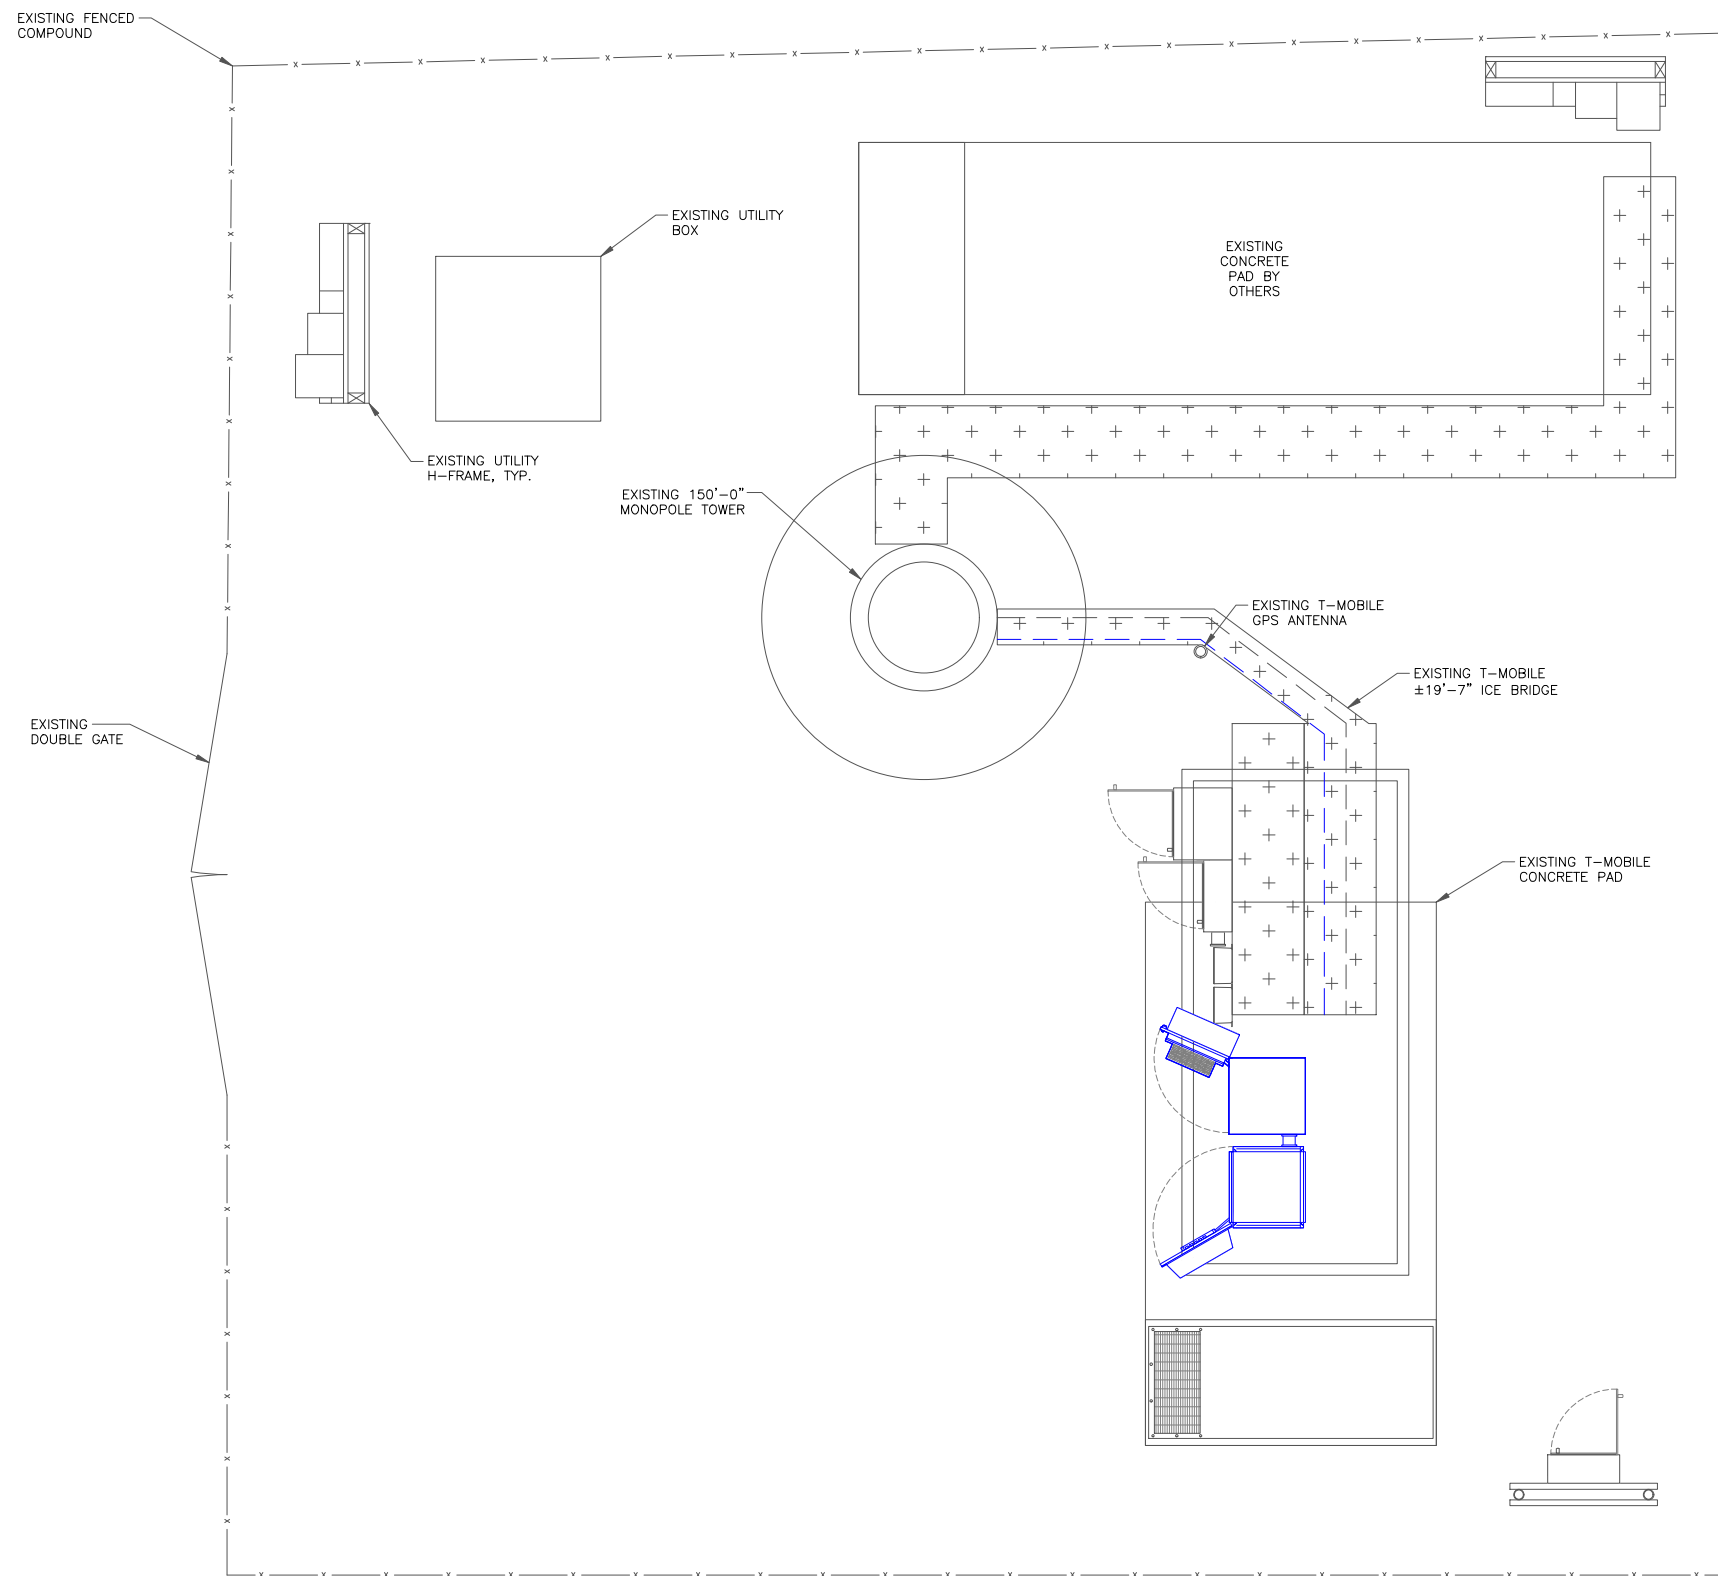 EXISTING FENCED
COMPOUND
EXISTING UTILITY
BOX
EXISTING
CONCRETE
PAD BY
OTHERS
EXISTING UTILITY
H-FRAME, TYP.
EXISTING 150'-0"
MONOPOLE TOWER
EXISTING T-MOBILE
GPS ANTENNA
EXISTING T-MOBILE
±19'-7" ICE BRIDGE
EXISTING
DOUBLE GATE
EXISTING T-MOBILE
CONCRETE PAD